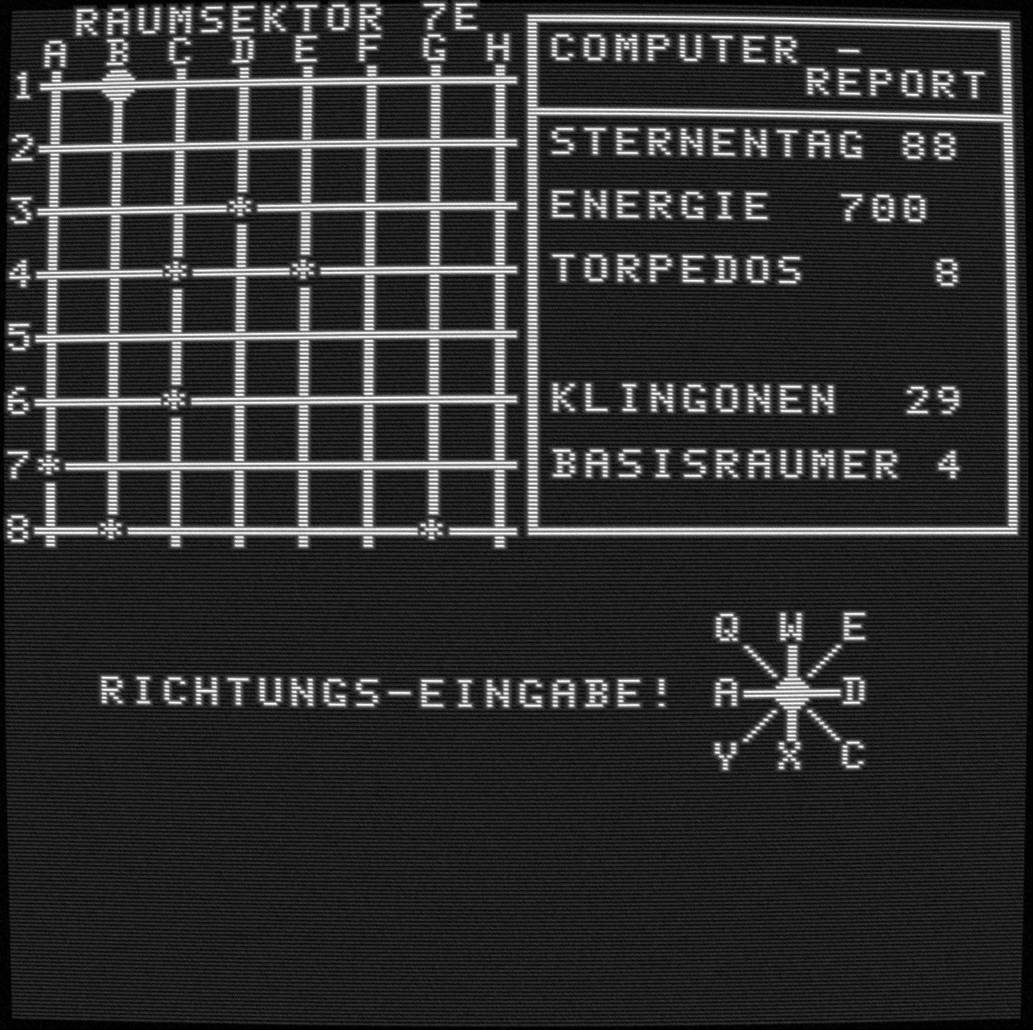 RAUMSEKTOR 7E
A B C D E F G H
1
2
3
4
5
6
7
8
COMPUTER -
REPORT
STERNENTAG 88
ENERGIE 700
TORPEDOS 8
KLINGONEN 29
BASISRAUMER 4
Q W E
RICHTUNGS-EINGABE! A D
Y X C